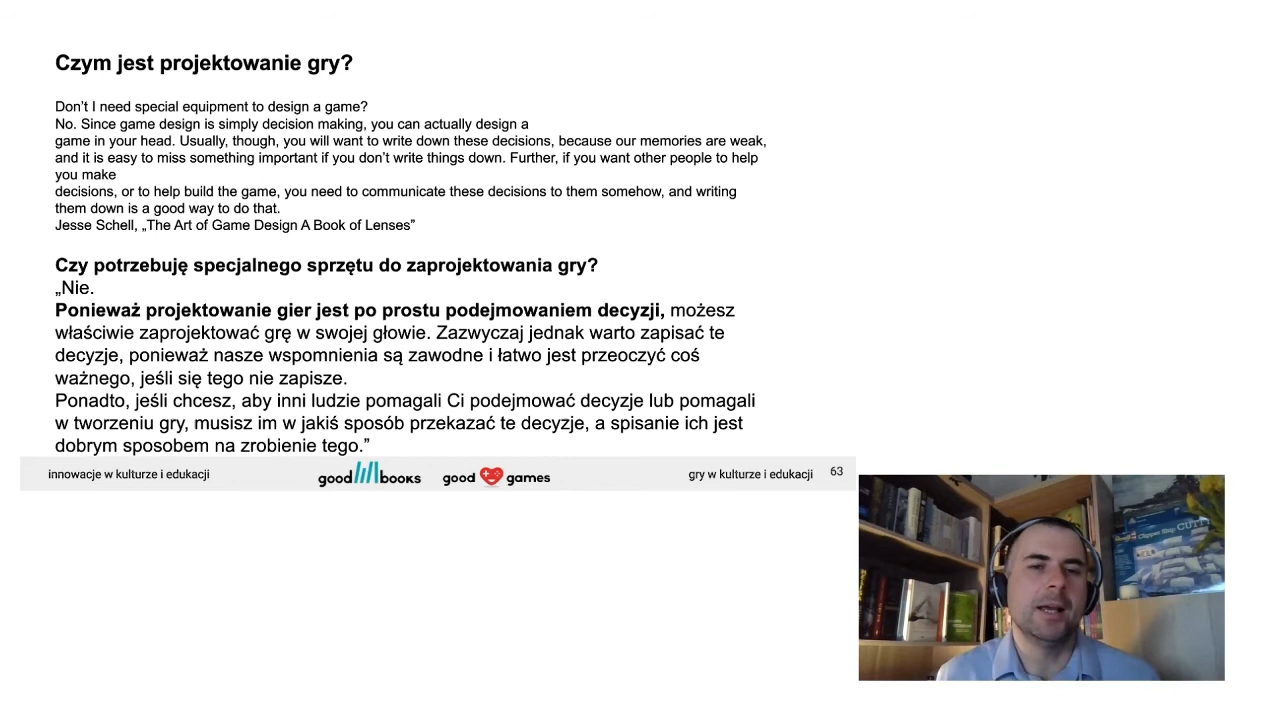 Czym jest projektowanie gry?
Don’t I need special equipment to design a game?
No. Since game design is simply decision making, you can actually design a
game in your head. Usually, though, you will want to write down these decisions, because our memories are weak,
and it is easy to miss something important if you don’t write things down. Further, if you want other people to help
you make
decisions, or to help build the game, you need to communicate these decisions to them somehow, and writing
them down is a good way to do that.
Jesse Schell, „The Art of Game Design A Book of Lenses”
Czy potrzebuję specjalnego sprzętu do zaprojektowania gry?
„Nie.
Ponieważ projektowanie gier jest po prostu podejmowaniem decyzji, możesz
właściwie zaprojektować grę w swojej głowie. Zazwyczaj jednak warto zapisać te
decyzje, ponieważ nasze wspomnienia są zawodne i łatwo jest przeoczyć coś
ważnego, jeśli się tego nie zapisze.
Ponadto, jeśli chcesz, aby inni ludzie pomagali Ci podejmować decyzje lub pomagali
w tworzeniu gry, musisz im w jakiś sposób przekazać te decyzje, a spisanie ich jest
dobrym sposobem na zrobienie tego.”
innowacje w kulturze i edukacji
good books
good games
gry w kulturze i edukacji
63
Clipper Ship CUTTY